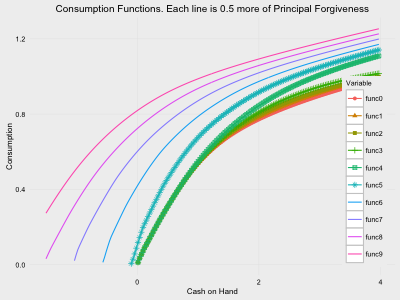 Consumption Functions. Each line is 0.5 more of Principal Forgiveness
1.2
0.8
0.4
0.0
Consumption
0
2
4
Cash on Hand
Variable
func0
func1
func2
func3
func4
func5
func6
func7
func8
func9